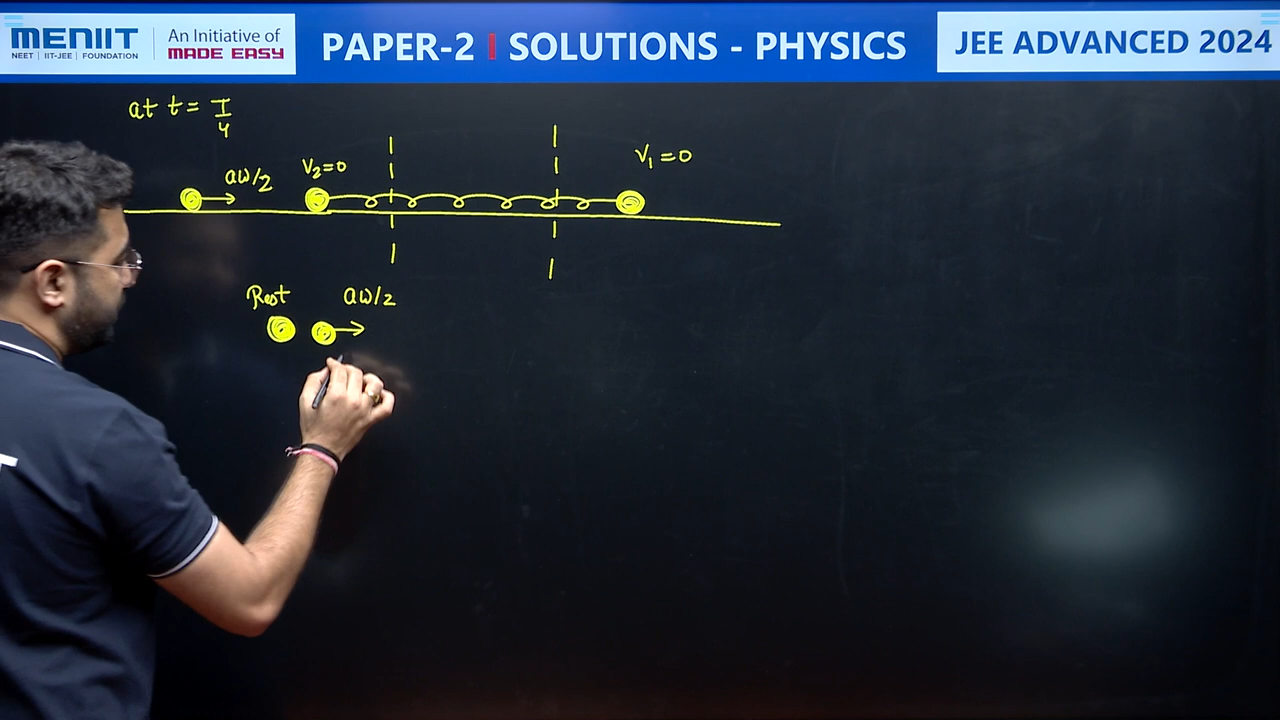 MENIIT
NEET | IIT-JEE | FOUNDATION
An Initiative of
MADE EASY
PAPER-2 | SOLUTIONS - PHYSICS
JEE ADVANCED 2024
at t = T/4
aω/2
V₂=0
V₁=0
Rest
aω/2